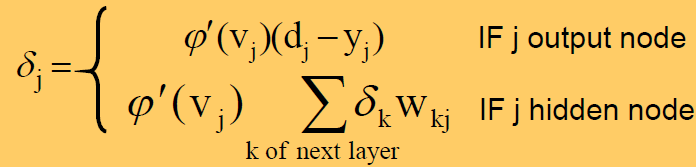 δj = { φ′(vj)(dj − yj) IF j output node
φ′(vj) ∑ δk wkj IF j hidden node
k of next layer